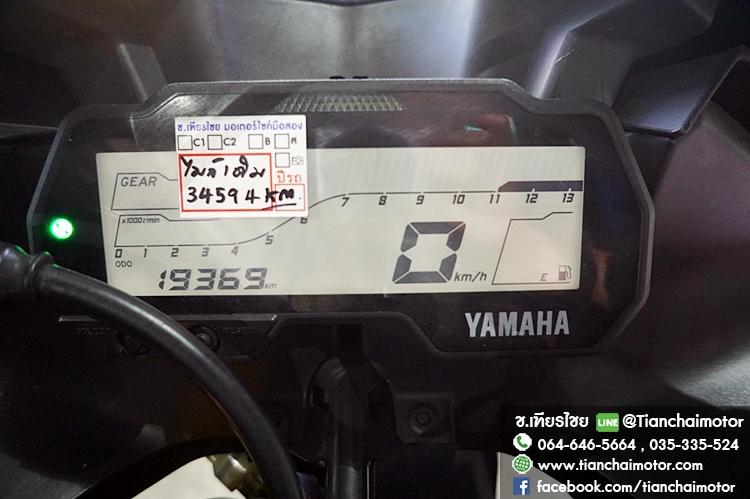 ช.เทียรไชย มอเตอร์ไซค์มือสอง
C1 C2 B ส
ไมล์เดิม
ปีรถ
34594 km.
GEAR
x1000r/min
0 1 2 3 4 5 6 7 8 9 10 11 12 13
ODO
19369 km
0 km/h
E
YAMAHA
ช.เทียรไชย LINE @Tianchaimotor
064-646-5664 , 035-335-524
www.tianchaimotor.com
facebook.com/tianchaimotor